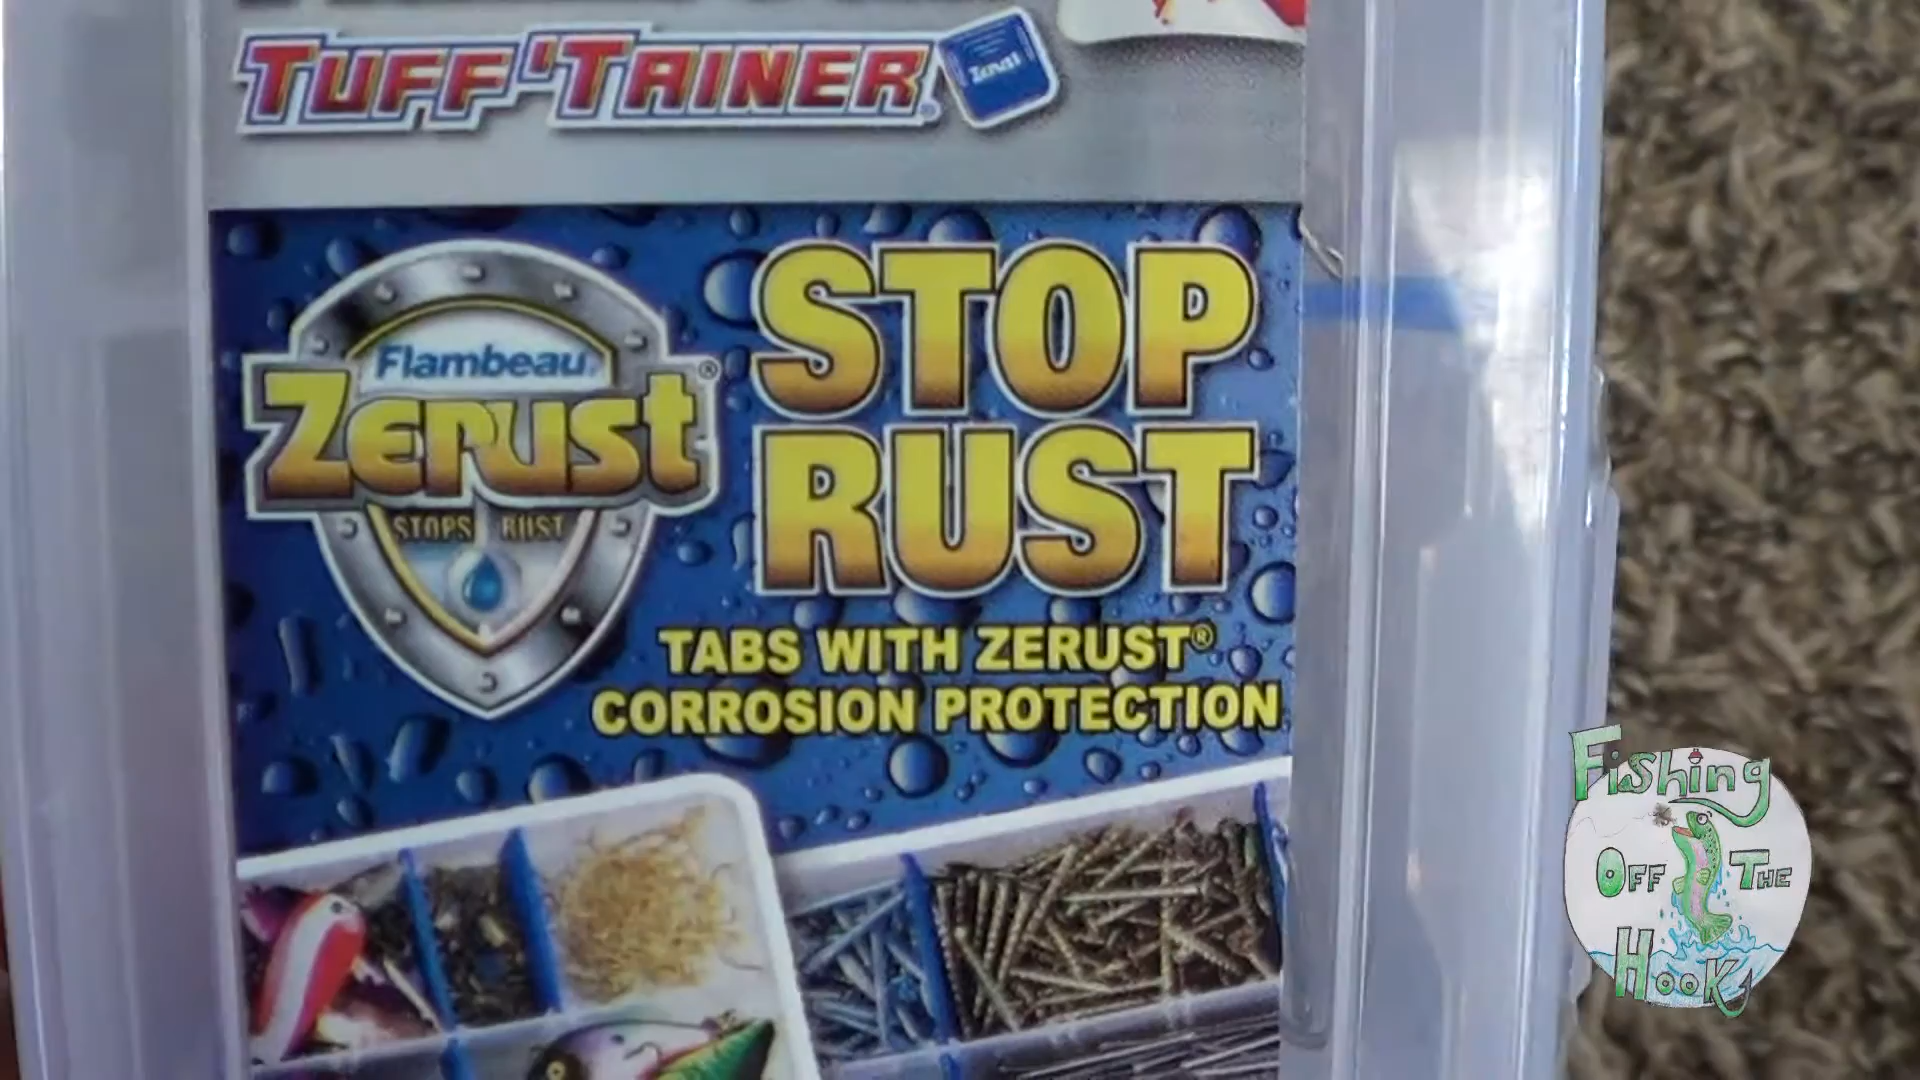 TUFF'TAINER®
Zerust
Flambeau®
Zerust®
STOPS RUST
STOP
RUST
TABS WITH ZERUST®
CORROSION PROTECTION
Fishing
OFF THE
HOOK